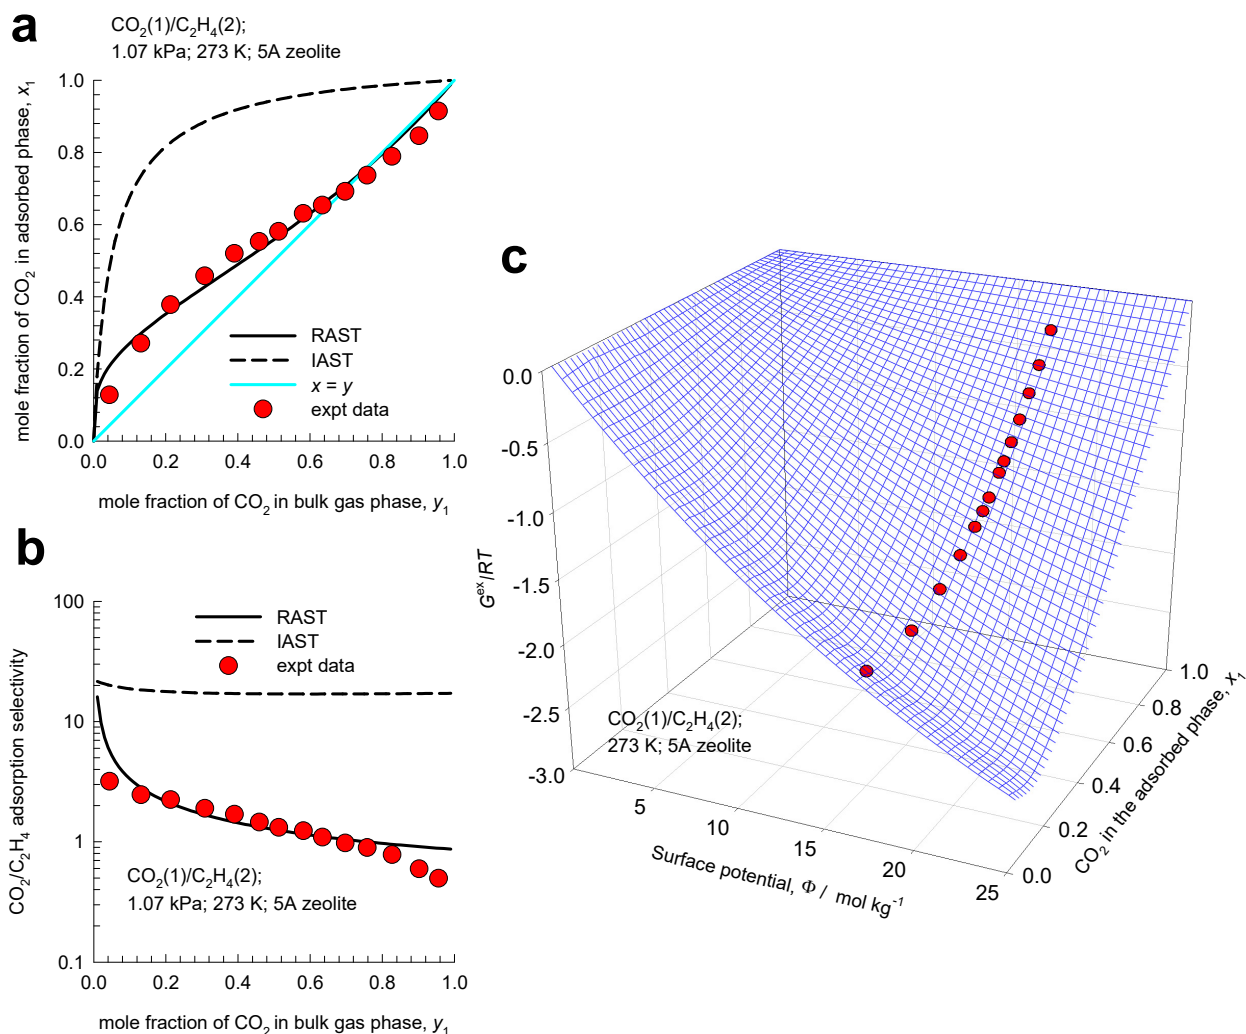 a
CO₂(1)/C₂H₄(2);
1.07 kPa; 273 K; 5A zeolite
mole fraction of CO₂ in adsorbed phase, x₁
1.0
0.8
0.6
0.4
0.2
0.0
RAST
IAST
x = y
expt data
0.0 0.2 0.4 0.6 0.8 1.0
mole fraction of CO₂ in bulk gas phase, y₁
b
CO₂/C₂H₄ adsorption selectivity
100
10
1
0.1
RAST
IAST
expt data
CO₂(1)/C₂H₄(2);
1.07 kPa; 273 K; 5A zeolite
0.0 0.2 0.4 0.6 0.8 1.0
mole fraction of CO₂ in bulk gas phase, y₁
c
G^ex/RT
0.0
-0.5
-1.0
-1.5
-2.0
-2.5
-3.0
CO₂(1)/C₂H₄(2);
273 K; 5A zeolite
5 10 15 20 25
Surface potential, Φ / mol kg⁻¹
0.0 0.2 0.4 0.6 0.8 1.0
CO₂ in the adsorbed phase, x₁